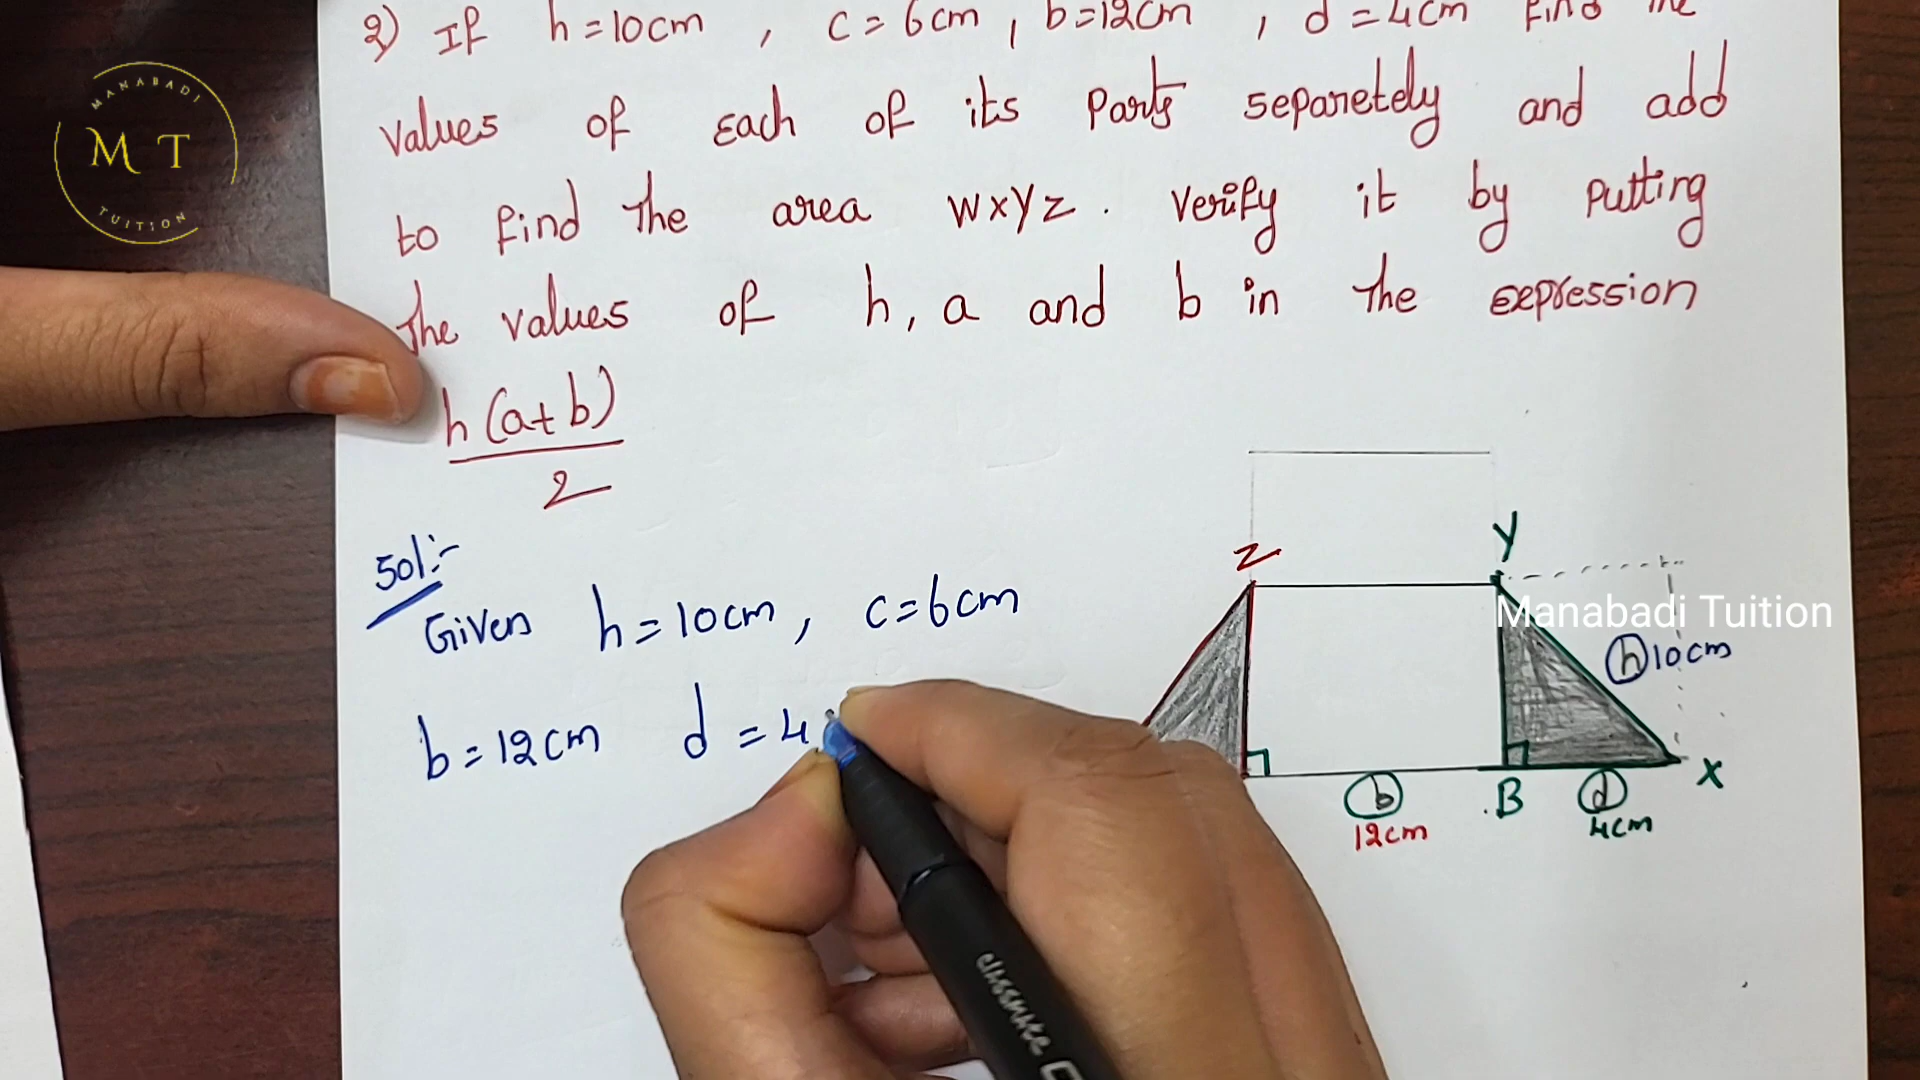 MANABADI
M T
TUITION
2) If h=10cm, c=6cm, b=12cm, d=4cm find the
values of each of its parts separetely and add
to find the area WXYZ. Verify it by putting
the values of h, a and b in the expression
h(a+b)
2
Sol:-
Given h=10cm, c=6cm
b=12cm d=4
Z
Y
Manabadi Tuition
h 10cm
b
B
d
X
12cm
4cm
classmate